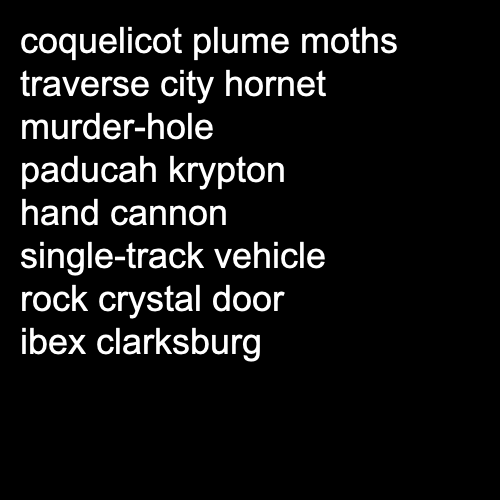 coquelicot plume moths
traverse city hornet
murder-hole
paducah krypton
hand cannon
single-track vehicle
rock crystal door
ibex clarksburg